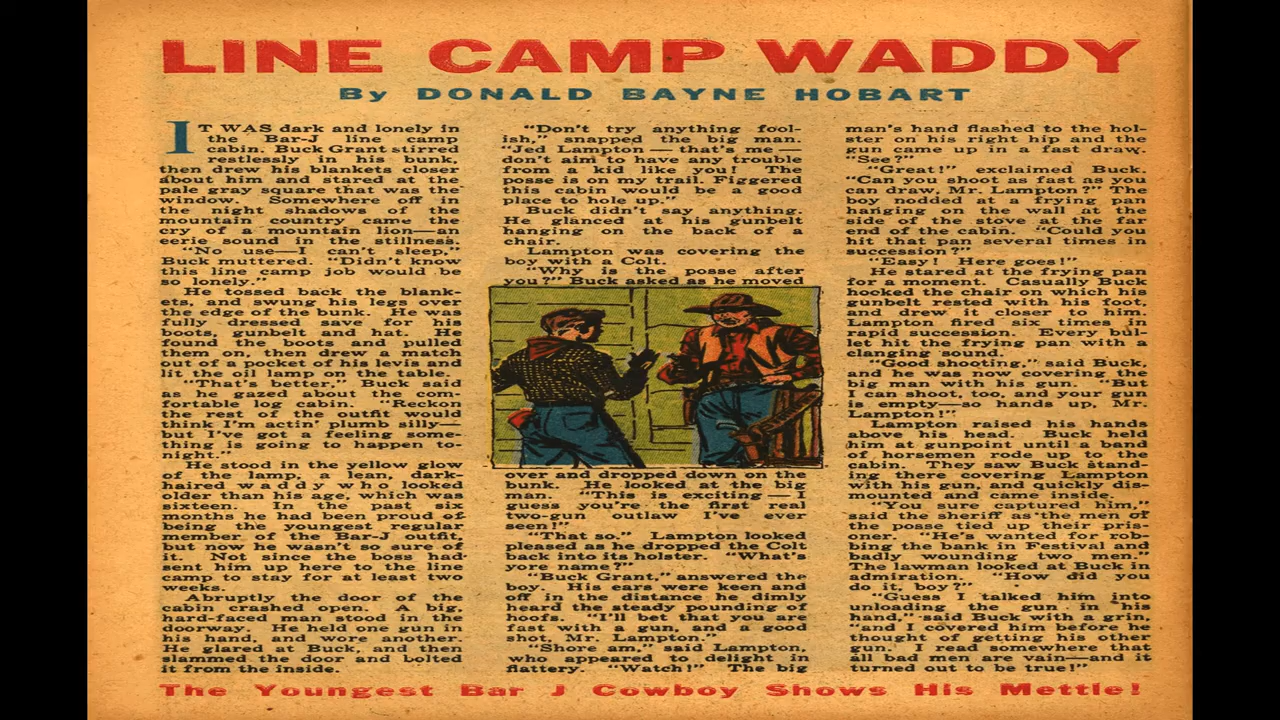 LINE CAMP WADDY
By DONALD BAYNE HOBART
IT WAS dark and lonely in
the Bar-J line camp
cabin. Buck Grant stirred
restlessly in his bunk,
then drew his blankets closer
about him and stared at the
pale gray square that was the
window. Somewhere off in
the night shadows of the
mountain country came the
cry of a mountain lion—an
eerie sound in the stillness.
"No use—I can't sleep,"
Buck muttered. "Didn't know
this line camp job would be
so lonely."
He tossed back the blank-
ets, and swung his legs over
the edge of the bunk. He was
fully dressed save for his
boots, gunbelt and hat. He
found the boots and pulled
them on, then drew a match
out of a pocket of his levis and
lit the oil lamp on the table.
"That's better," Buck said
as he gazed about the com-
fortable log cabin. "Reckon
the rest of the outfit would
think I'm actin' plumb silly—
but I've got a feeling some-
thing is going to happen to-
night."
He stood in the yellow glow
of the lamp, a lean, dark-
haired waddy who looked
older than his age, which was
sixteen. In the past six
months he had been proud of
being the youngest regular
member of the Bar-J outfit,
but now he wasn't so sure of
it. Not since the boss had
sent him up here to the line
camp to stay for at least two
weeks.
Abruptly the door of the
cabin crashed open. A big,
hard-faced man stood in the
doorway. He held one gun in
his hand, and wore another.
He glared at Buck, and then
slammed the door and bolted
it from the inside.
"Don't try anything fool-
ish," snapped the big man.
"Jed Lampton — that's me —
don't aim to have any trouble
from a kid like you! The
posse is on my trail. Figgered
this cabin would be a good
place to hole up."
Buck didn't say anything.
He glanced at his gunbelt
hanging on the back of a
chair.
Lampton was covering the
boy with a Colt.
"Why is the posse after
you?" Buck asked as he moved
over and dropped down on the
bunk. He looked at the big
man. "This is exciting — I
guess you're the first real
two-gun outlaw I've ever
seen!"
"That so." Lampton looked
pleased as he dropped the Colt
back into its holster. "What's
yore name?"
"Buck Grant," answered the
boy. His ears were keen and
off in the distance he dimly
heard the steady pounding of
hoofs. "I'll bet that you are
fast with a gun, and a good
shot, Mr. Lampton."
"Shore am," said Lampton,
who appeared to delight in
flattery. "Watch!" The big
man's hand flashed to the hol-
ster on his right hip and the
gun came up in a fast draw.
"See?"
"Great!" exclaimed Buck.
"Can you shoot as fast as you
can draw, Mr. Lampton?" The
boy nodded at a frying pan
hanging on the wall at the
side of the stove at the far
end of the cabin. "Could you
hit that pan several times in
succession?"
"Easy! Here goes!"
He stared at the frying pan
for a moment. Casually Buck
hooked the chair on which his
gunbelt rested with his foot,
and drew it closer to him.
Lampton fired six times in
rapid succession. Every bul-
let hit the frying pan with a
clanging sound.
"Good shooting," said Buck,
and he was now covering the
big man with his gun. "But
I can shoot, too, and your gun
is empty—so hands up, Mr.
Lampton!"
Lampton raised his hands
above his head. Buck held
him at gunpoint until a band
of horsemen rode up to the
cabin. They saw Buck stand-
ing there covering Lampton
with his gun, and quickly dis-
mounted and came inside.
"You sure captured him,"
said the sheriff as the men of
the posse tied up their pris-
oner. "He's wanted for rob-
bing the bank in Festival and
badly wounding two men."
The lawman looked at Buck in
admiration. "How did you
do it, boy?"
"Guess I talked him into
unloading the gun in his
hand," said Buck with a grin,
"and I covered him before he
thought of getting his other
gun. I read somewhere that
all bad men are vain—and it
turned out to be true!"
The Youngest Bar J Cowboy Shows His Mettle!